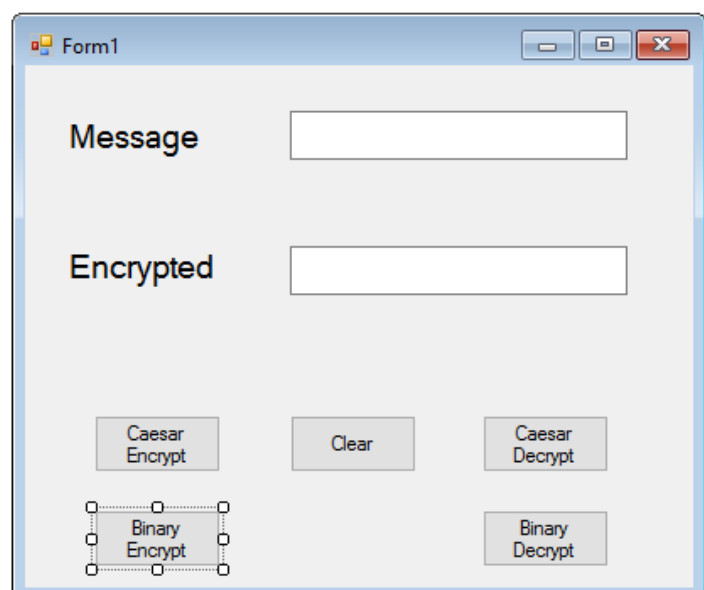 Form1
Message
Encrypted
Caesar
Encrypt
Clear
Caesar
Decrypt
Binary
Encrypt
Binary
Decrypt